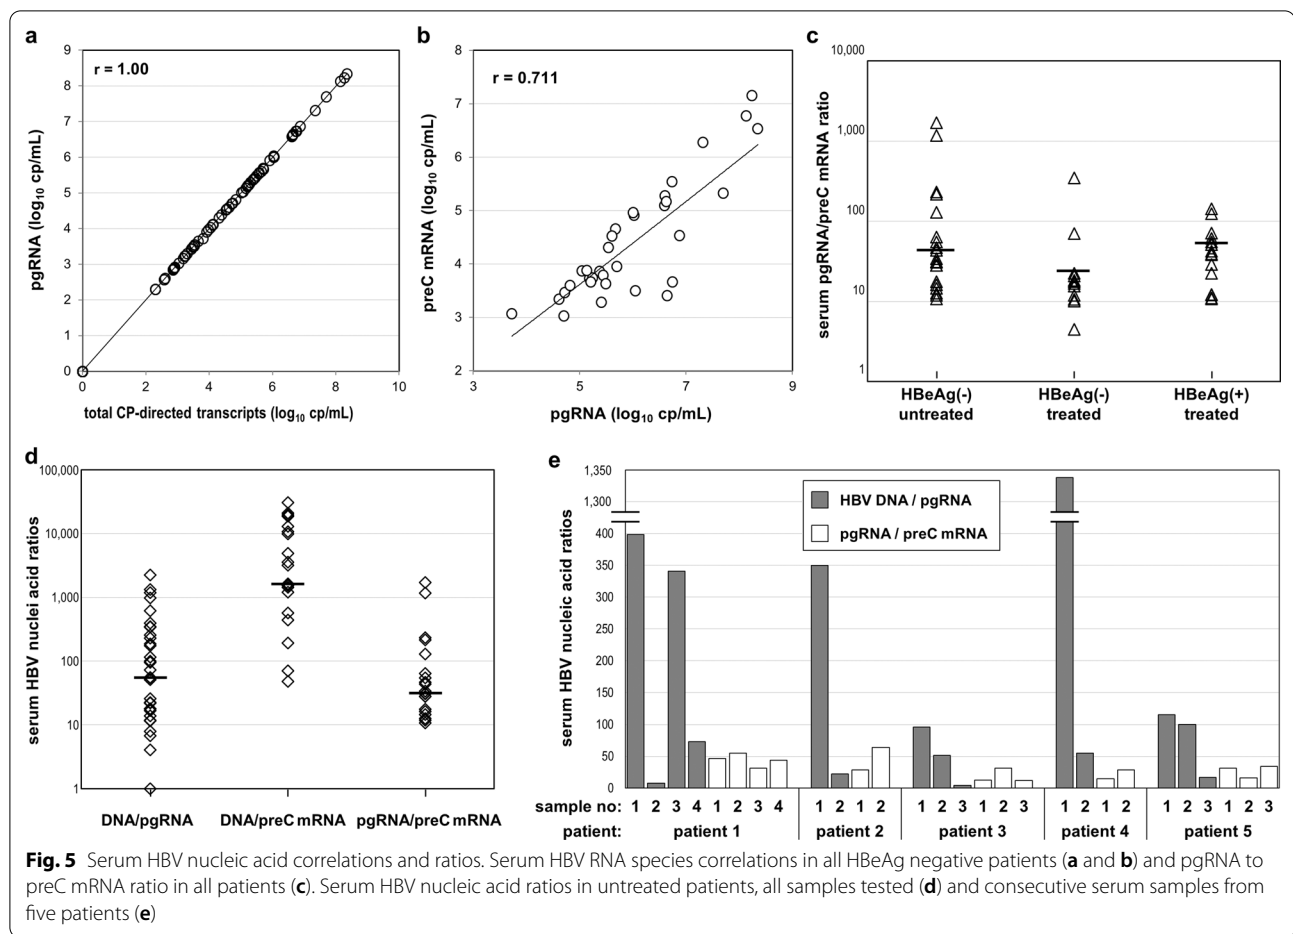 a
9
8
7
6
5
4
3
2
1
0
pgRNA (log10 cp/mL)
r = 1.00
0 2 4 6 8 10
total CP-directed transcripts (log10 cp/mL)
b
8
7
6
5
4
3
2
preC mRNA (log10 cp/mL)
r = 0.711
3 5 7 9
pgRNA (log10 cp/mL)
c
10,000
1,000
100
10
1
serum pgRNA/preC mRNA ratio
HBeAg(-) HBeAg(-) HBeAg(+)
untreated treated treated
d
100,000
10,000
1,000
100
10
1
serum HBV nuclei acid ratios
DNA/pgRNA DNA/preC mRNA pgRNA/preC mRNA
e
1,350
1,300
400
350
300
250
200
150
100
50
0
serum HBV nucleic acid ratios
HBV DNA / pgRNA
pgRNA / preC mRNA
sample no: 1 2 3 4 1 2 3 4 1 2 1 2 1 2 3 1 2 3 1 2 1 2 1 2 3 1 2 3
patient: patient 1 patient 2 patient 3 patient 4 patient 5
Fig. 5 Serum HBV nucleic acid correlations and ratios. Serum HBV RNA species correlations in all HBeAg negative patients (a and b) and pgRNA to
preC mRNA ratio in all patients (c). Serum HBV nucleic acid ratios in untreated patients, all samples tested (d) and consecutive serum samples from
five patients (e)